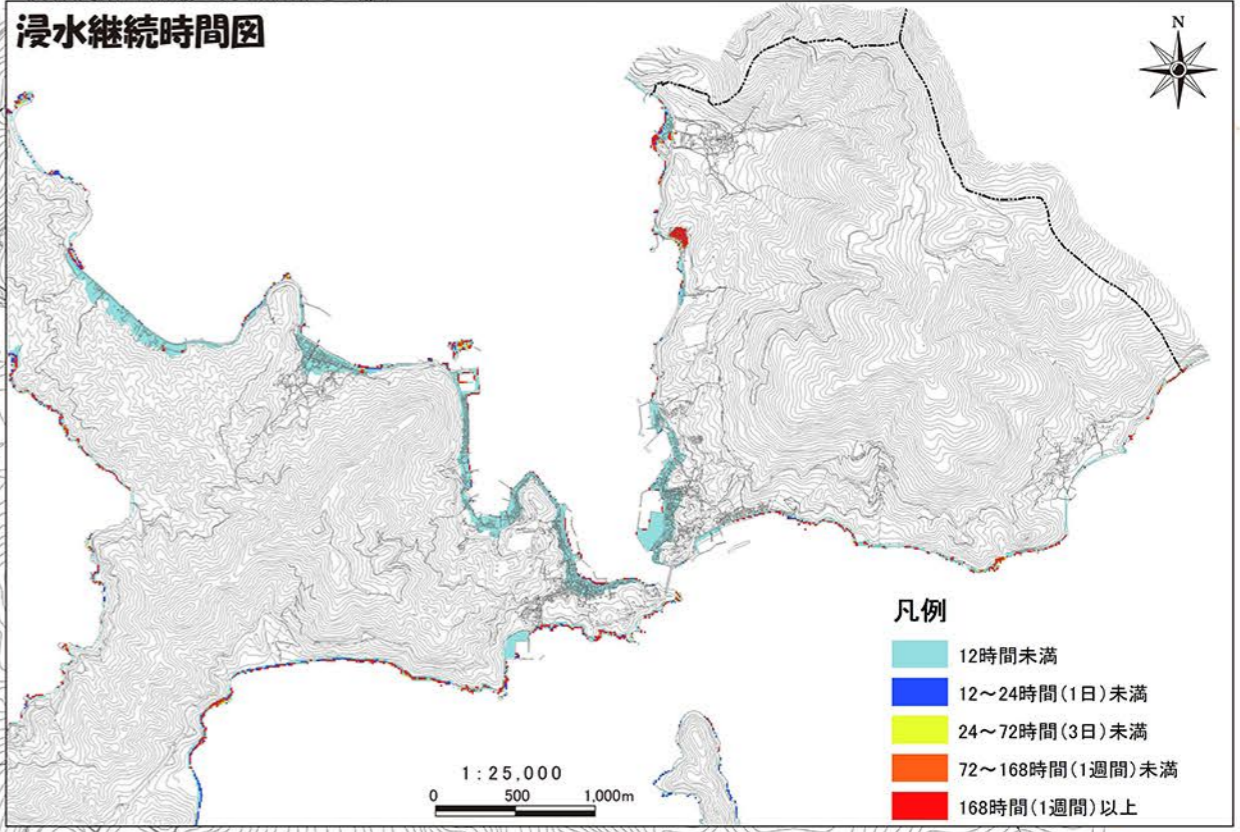 浸水継続時間図
N
凡例
12時間未満
12～24時間(1日)未満
24～72時間(3日)未満
72～168時間(1週間)未満
168時間(1週間)以上
1:25,000
0 500 1,000m